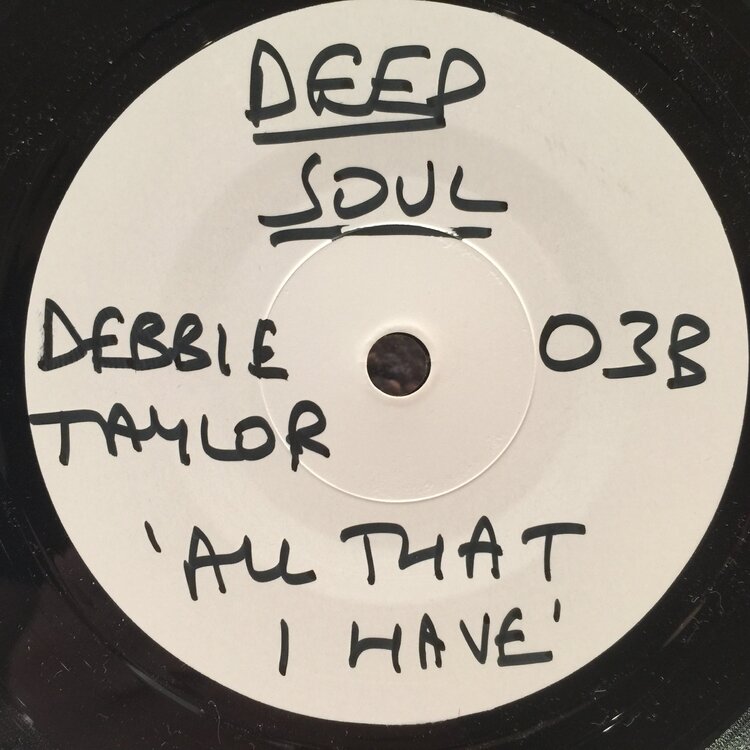 DEEP
SOUL
DEBBIE
TAYLOR
03B
'ALL THAT
I HAVE'